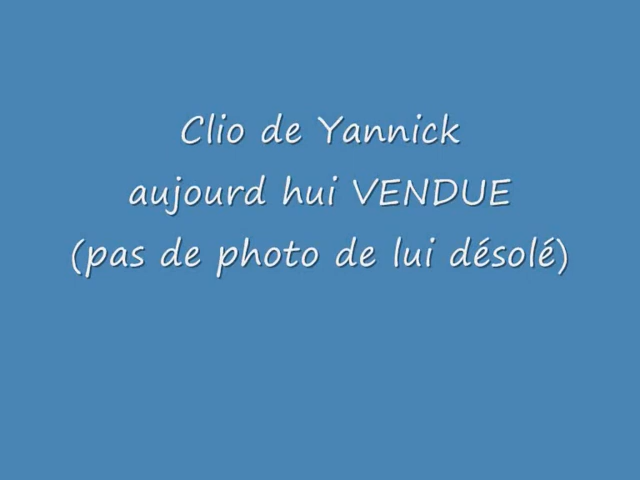 Clio de Yannick
aujourd hui VENDUE
(pas de photo de lui désolé)